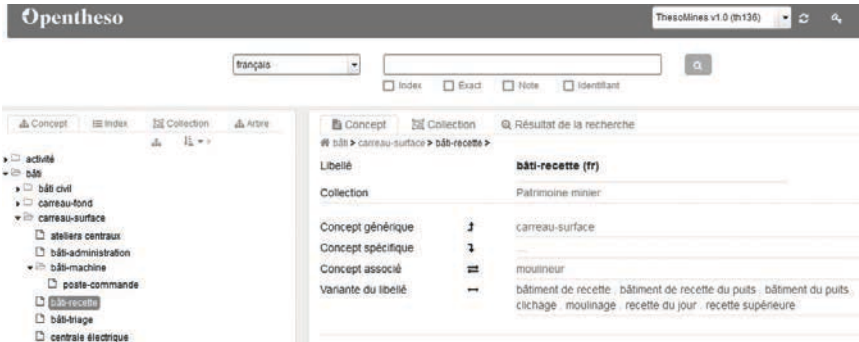 Opentheso
ThesoMines v1.0 (th136)
français
Index Exact Note Identifiant
Concept Index Collection Arbre
activité
bâti
bâti civil
carreau-fond
carreau-surface
ateliers centraux
bâti-administration
bâti-machine
poste-commande
bâti-recette
bâti-triage
centrale électrique
Concept Collection Résultat de la recherche
bâti > carreau-surface > bâti-recette >
Libellé bâti-recette (fr)
Collection Patrimoine minier
Concept générique carreau-surface
Concept spécifique ...
Concept associé moulineur
Variante du libellé bâtiment de recette . bâtiment de recette du puits . bâtiment du puits .
clichage . moulinage . recette du jour . recette supérieure